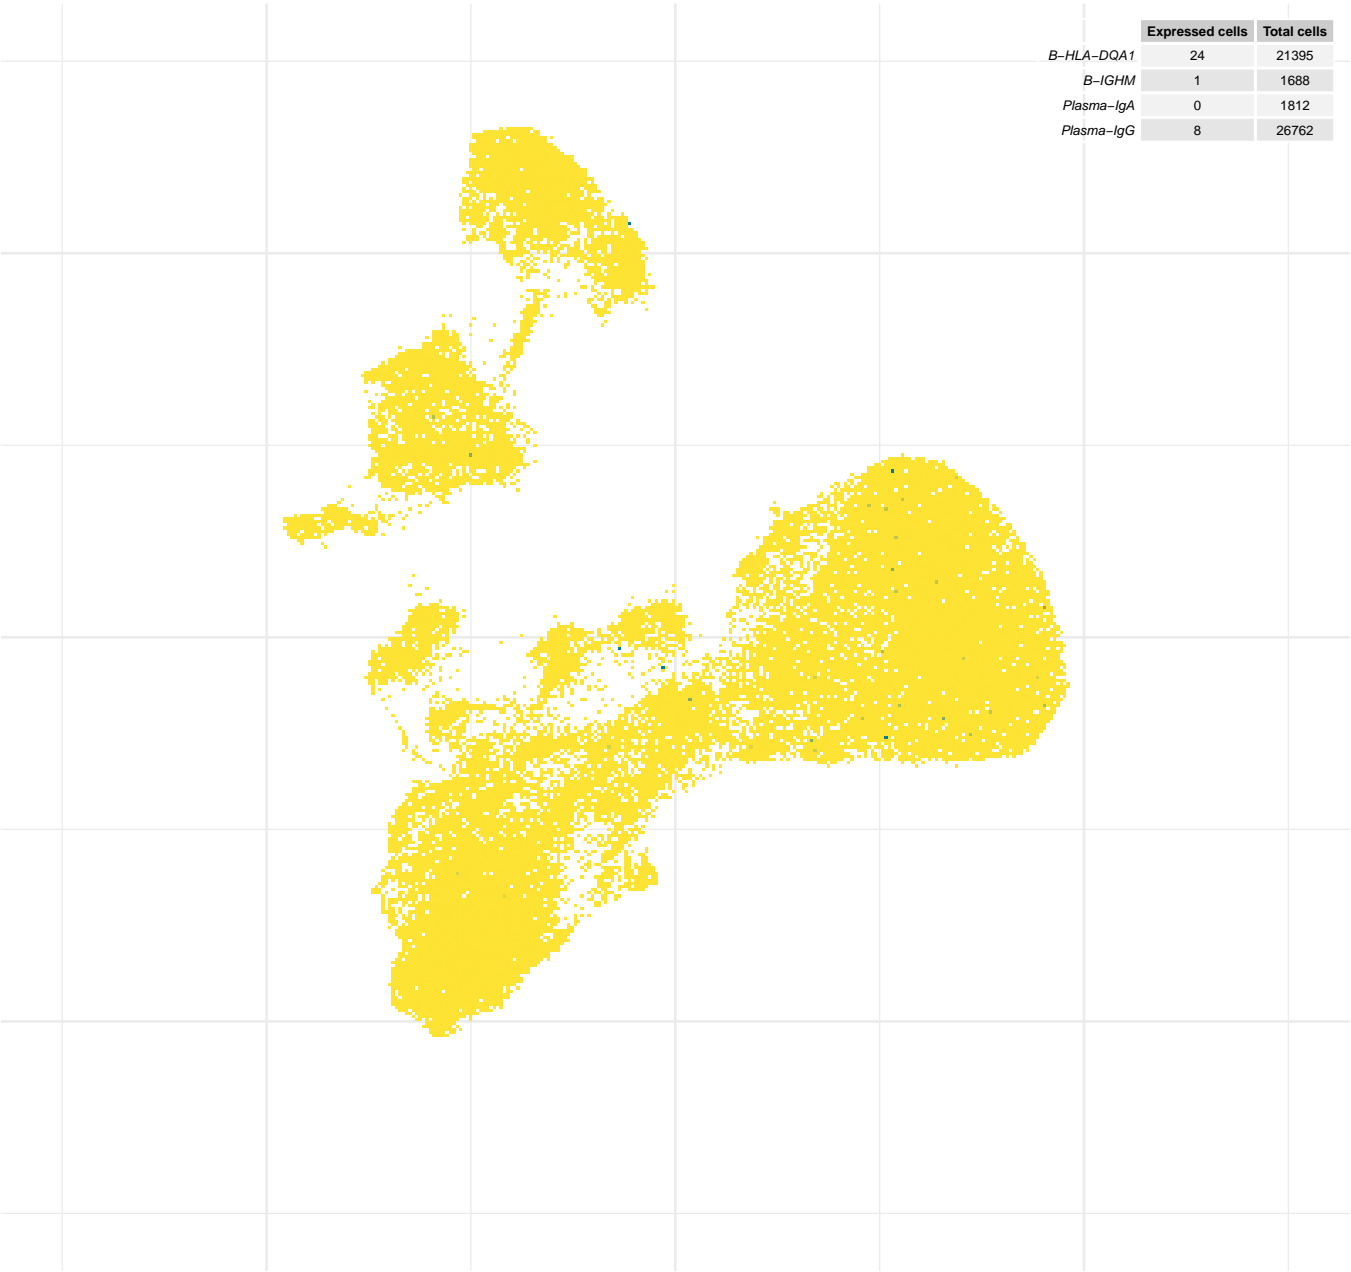 Expressed cells Total cells
B−HLA−DQA1 24 21395
B−IGHM 1 1688
Plasma−IgA 0 1812
Plasma−IgG 8 26762